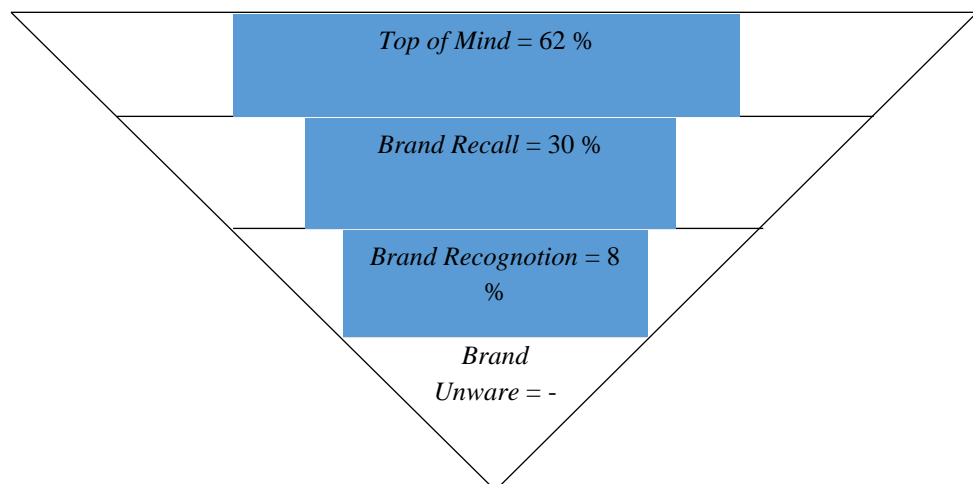 Top of Mind = 62 %
Brand Recall = 30 %
Brand Recognotion = 8
%
Brand
Unware = -